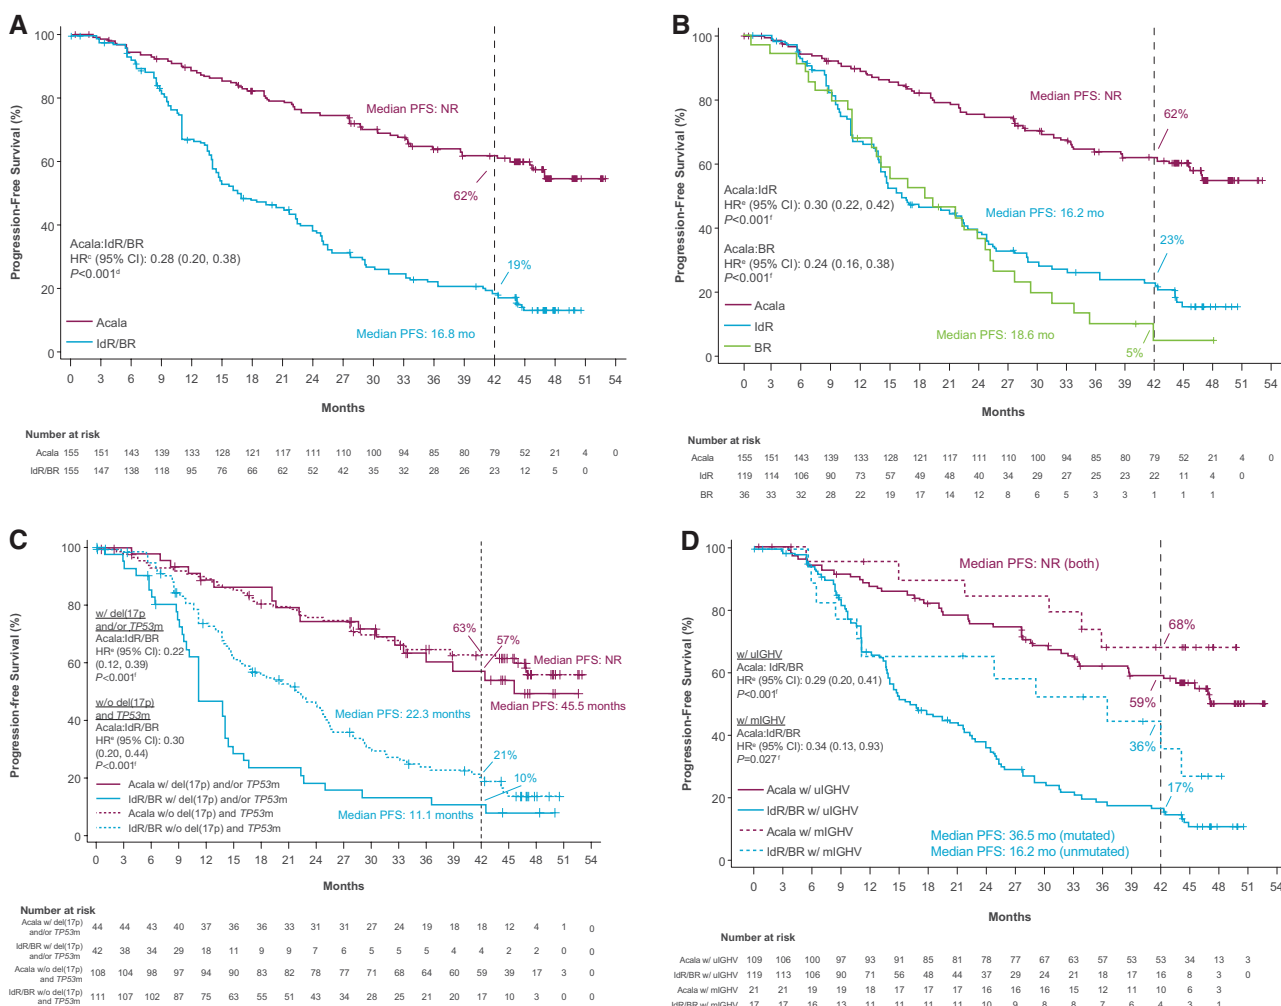 A
Progression-Free Survival (%)
100
80
60
40
20
0
Median PFS: NR
62%
Acala:IdR/BR
HRᶜ (95% CI): 0.28 (0.20, 0.38)
P<0.001ᵈ
19%
Acala
IdR/BR
Median PFS: 16.8 mo
0 3 6 9 12 15 18 21 24 27 30 33 36 39 42 45 48 51 54
Months
Number at risk
Acala 155 151 143 139 133 128 121 117 111 110 100 94 85 80 79 52 21 4 0
IdR/BR 155 147 138 118 95 76 66 62 52 42 35 32 28 26 23 12 5 0
B
Progression-Free Survival (%)
100
80
60
40
20
0
Median PFS: NR
62%
Acala:IdR
HRᵉ (95% CI): 0.30 (0.22, 0.42)
P<0.001ᶠ
Median PFS: 16.2 mo
23%
Acala:BR
HRᵉ (95% CI): 0.24 (0.16, 0.38)
P<0.001ᶠ
Acala
IdR
BR
Median PFS: 18.6 mo
5%
0 3 6 9 12 15 18 21 24 27 30 33 36 39 42 45 48 51 54
Months
Number at risk
Acala 155 151 143 139 133 128 121 117 111 110 100 94 85 80 79 52 21 4 0
IdR 119 114 106 90 73 57 49 48 40 34 29 27 25 23 22 11 4 0
BR 36 33 32 28 22 19 17 14 12 8 6 5 3 3 1 1 1
C
Progression-free Survival (%)
100
80
60
40
20
0
w/ del(17p)
and/or TP53m
Acala:IdR/BR
HRᵉ (95% CI): 0.22
(0.12, 0.39)
P<0.001ᶠ
w/o del(17p)
and TP53m
Acala:IdR/BR
HRᵉ (95% CI): 0.30
(0.20, 0.44)
P<0.001ᶠ
63%
57%
Median PFS: NR
Median PFS: 45.5 months
Median PFS: 22.3 months
21%
10%
Acala w/ del(17p) and/or TP53m
IdR/BR w/ del(17p) and/or TP53m
Acala w/o del(17p) and TP53m
IdR/BR w/o del(17p) and TP53m
Median PFS: 11.1 months
0 3 6 9 12 15 18 21 24 27 30 33 36 39 42 45 48 51 54
Months
Number at risk
Acala w/ del(17p)
and/or TP53m 44 44 43 40 37 36 36 33 31 31 27 24 19 18 18 12 4 1 0
IdR/BR w/ del(17p)
and/or TP53m 42 38 34 29 18 11 9 9 7 6 5 5 5 4 4 2 2 0
Acala w/o del(17p)
and TP53m 108 104 98 97 94 90 83 82 78 77 71 68 64 60 59 39 17 3 0
IdR/BR w/o del(17p)
and TP53m 111 107 102 87 75 63 55 51 43 34 28 25 21 20 17 10 3 0
D
Progression-Free Survival (%)
100
80
60
40
20
0
Median PFS: NR (both)
68%
w/ uIGHV
Acala: IdR/BR
HRᵉ (95% CI): 0.29 (0.20, 0.41)
P<0.001ᶠ
59%
w/ mIGHV
Acala:IdR/BR
HRᵉ (95% CI): 0.34 (0.13, 0.93)
P=0.027ᶠ
36%
17%
Acala w/ uIGHV
IdR/BR w/ uIGHV
Acala w/ mIGHV
IdR/BR w/ mIGHV
Median PFS: 36.5 mo (mutated)
Median PFS: 16.2 mo (unmutated)
0 3 6 9 12 15 18 21 24 27 30 33 36 39 42 45 48 51 54
Months
Number at risk
Acala w/ uIGHV 109 106 100 97 93 91 85 81 78 77 67 63 57 53 53 34 13 3
IdR/BR w/ uIGHV 119 113 106 90 71 56 48 44 37 29 24 21 18 17 16 8 3 0
Acala w/ mIGHV 21 21 19 19 18 17 17 17 16 16 16 15 12 11 10 6 3
IdR/BR w/ mIGHV 17 17 16 13 11 11 11 11 10 9 8 8 7 6 4 3 1